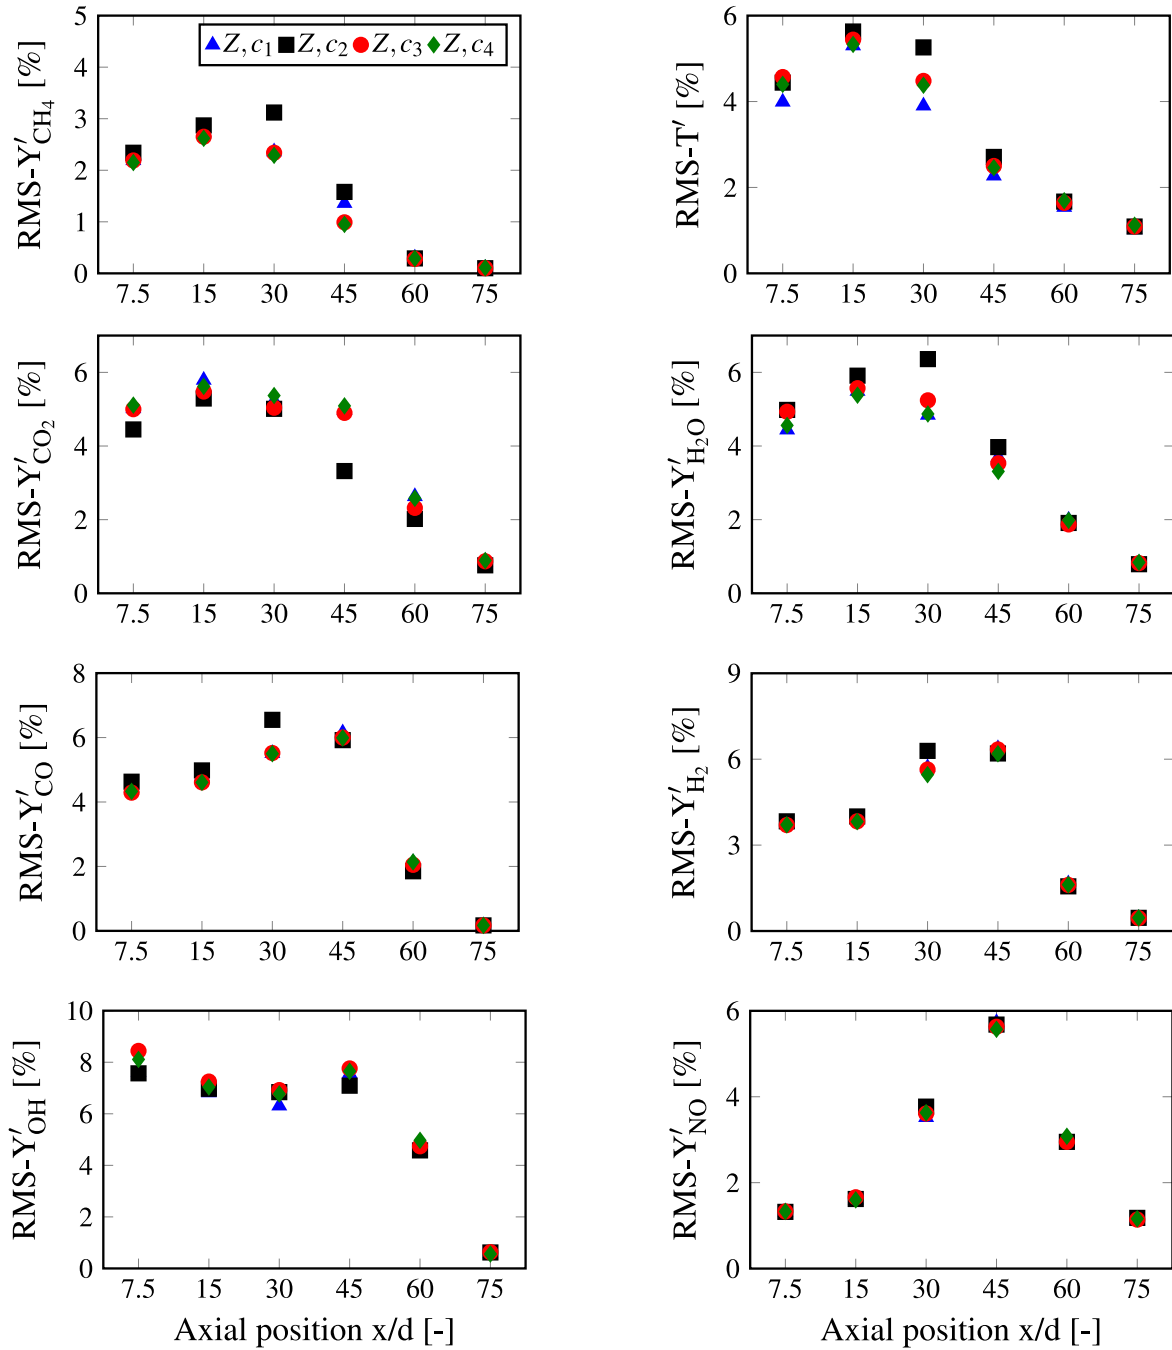 RMS-Y′CH4 [%]
5
4
3
2
1
0
Z, c1 Z, c2 Z, c3 Z, c4
7.5 15 30 45 60 75
RMS-T′ [%]
6
4
2
0
7.5 15 30 45 60 75
RMS-Y′CO2 [%]
6
4
2
0
7.5 15 30 45 60 75
RMS-Y′H2O [%]
6
4
2
0
7.5 15 30 45 60 75
RMS-Y′CO [%]
8
6
4
2
0
7.5 15 30 45 60 75
RMS-Y′H2 [%]
9
6
3
0
7.5 15 30 45 60 75
RMS-Y′OH [%]
10
8
6
4
2
0
7.5 15 30 45 60 75
Axial position x/d [-]
RMS-Y′NO [%]
6
4
2
0
7.5 15 30 45 60 75
Axial position x/d [-]